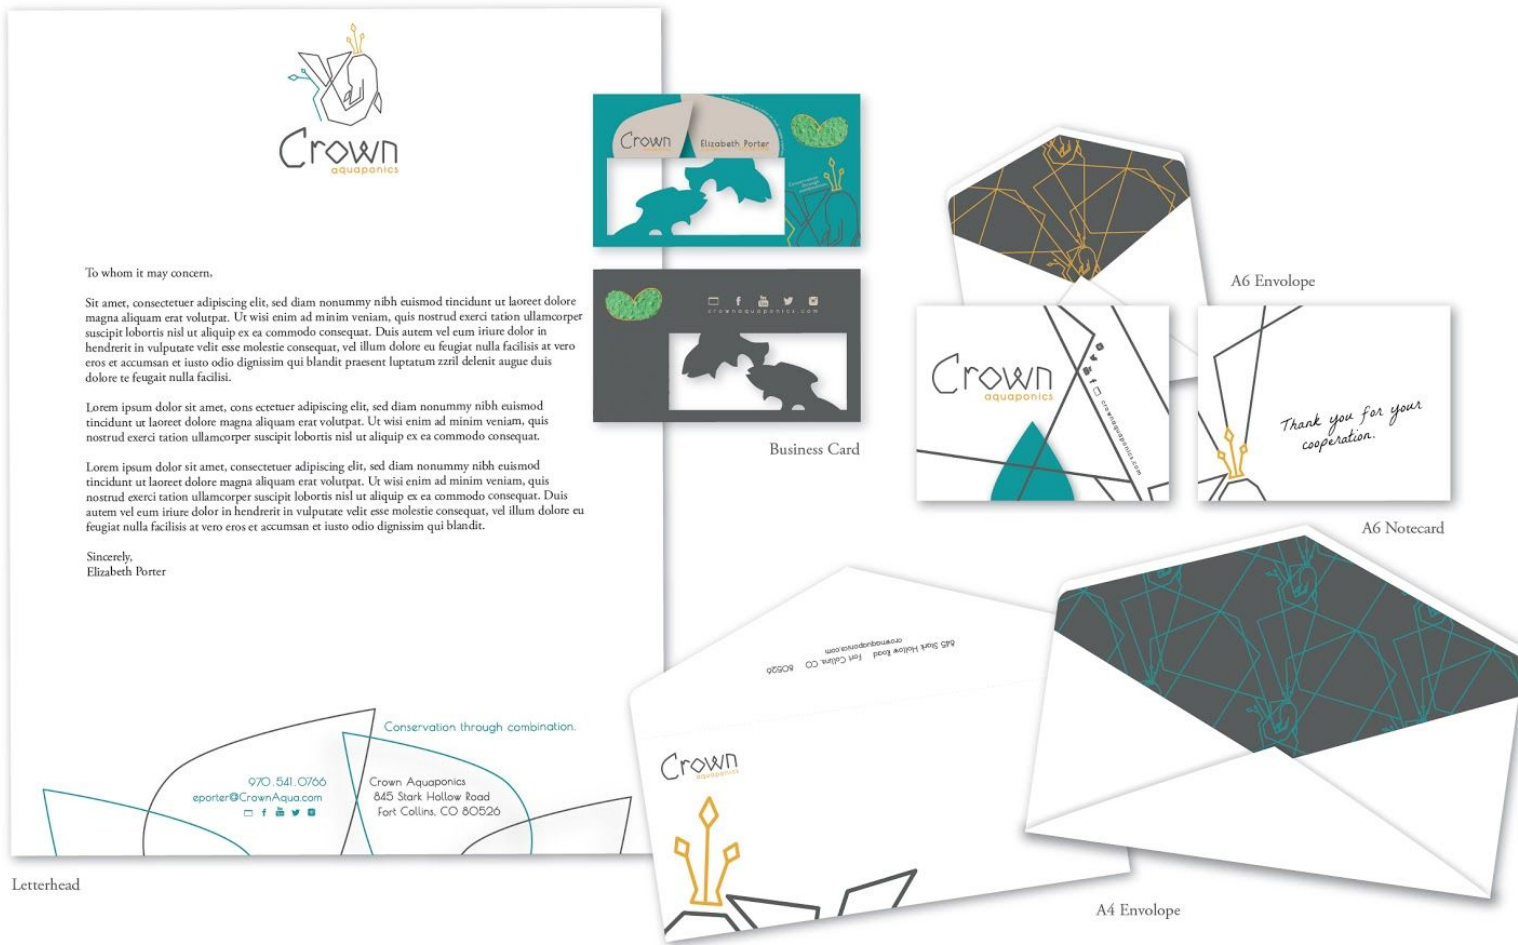 Crown
aquaponics
To whom it may concern,
Sit amet, consectetuer adipiscing elit, sed diam nonummy nibh euismod tincidunt ut laoreet dolore
magna aliquam erat volutpat. Ut wisi enim ad minim veniam, quis nostrud exerci tation ullamcorper
suscipit lobortis nisl ut aliquip ex ea commodo consequat. Duis autem vel eum iriure dolor in
hendrerit in vulputate velit esse molestie consequat, vel illum dolore eu feugiat nulla facilisis at vero
eros et accumsan et iusto odio dignissim qui blandit praesent luptatum zzril delenit augue duis
dolore te feugait nulla facilisi.
Lorem ipsum dolor sit amet, cons ectetuer adipiscing elit, sed diam nonummy nibh euismod
tincidunt ut laoreet dolore magna aliquam erat volutpat. Ut wisi enim ad minim veniam, quis
nostrud exerci tation ullamcorper suscipit lobortis nisl ut aliquip ex ea commodo consequat.
Lorem ipsum dolor sit amet, consectetuer adipiscing elit, sed diam nonummy nibh euismod
tincidunt ut laoreet dolore magna aliquam erat volutpat. Ut wisi enim ad minim veniam, quis
nostrud exerci tation ullamcorper suscipit lobortis nisl ut aliquip ex ea commodo consequat. Duis
autem vel eum iriure dolor in hendrerit in vulputate velit esse molestie consequat, vel illum dolore eu
feugiat nulla facilisis at vero eros et accumsan et iusto odio dignissim qui blandit.
Sincerely,
Elizabeth Porter
Conservation through combination.
970.541.0766
eporter@CrownAqua.com
Crown Aquaponics
845 Stark Hollow Road
Fort Collins, CO 80526
Letterhead
Crown
Elizabeth Porter
Conservation
through
combination.
crownaquaponics.com
Business Card
A6 Envelope
Crown
aquaponics
crownaquaponics.com
Thank you for your
cooperation.
A6 Notecard
845 Stark Hollow Road Fort Collins, CO 80526
crownaquaponics.com
Crown
aquaponics
A4 Envolope